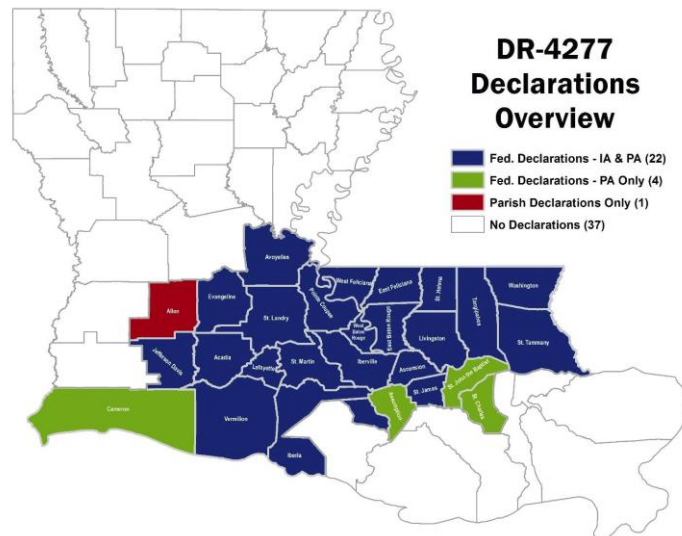 DR-4277
Declarations
Overview
Fed. Declarations - IA & PA (22)
Fed. Declarations - PA Only (4)
Parish Declarations Only (1)
No Declarations (37)
Avoyelles
West Feliciana
East Feliciana
St. Helena
Tangipahoa
Washington
Allen
Evangeline
St. Landry
Pointe Coupee
West
Baton
Rouge
East Baton Rouge
Livingston
St. Tammany
Jefferson Davis
Acadia
Lafayette
St. Martin
Iberville
Ascension
St. James
St. John the Baptist
St. Charles
Assumption
Cameron
Vermilion
Iberia